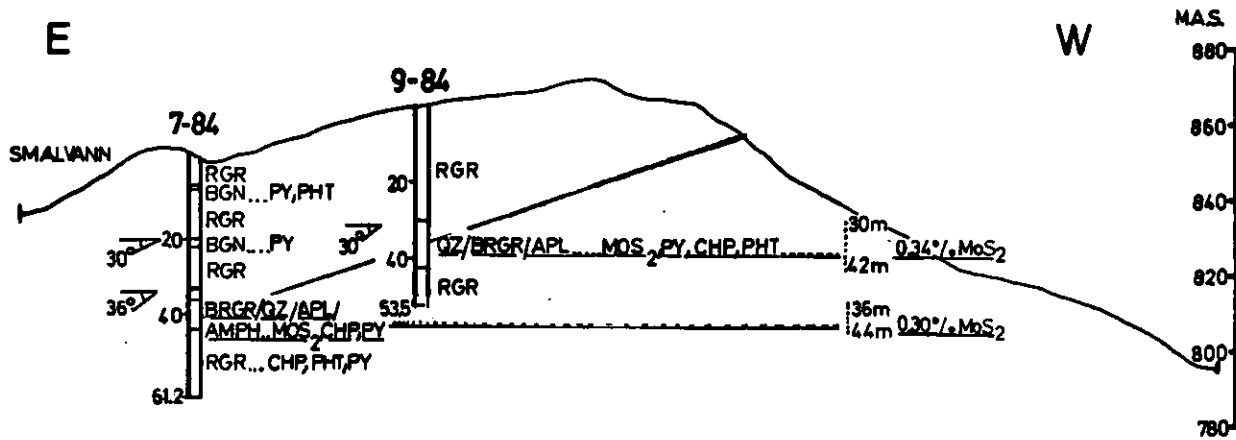 E
W
M.A.S.
880
860
840
820
800
780
SMALVANN
7-84
RGR
BGN...PY,PHT
RGR
20
BGN...PY
30°
RGR
36°
40
BRGR/QZ/APL/
AMPH...MOS2,CHP,PY
RGR...CHP,PHT,PY
61.2
9-84
20
RGR
30°
QZ/BRGR/APL....MOS2,PY,CHP,PHT
40
RGR
53.5
30m
42m
0.34% MoS2
36m
44m
0.30% MoS2